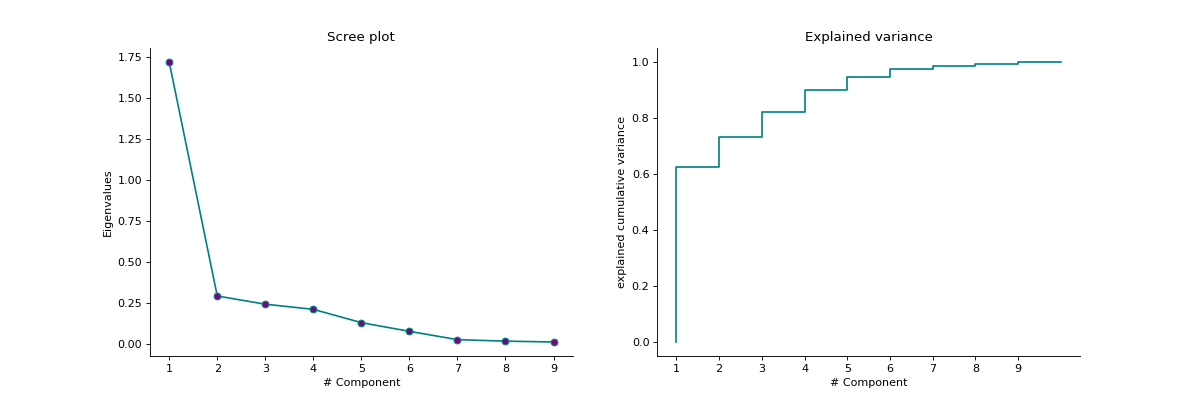 Scree plot
Eigenvalues
1.75
1.50
1.25
1.00
0.75
0.50
0.25
0.00
1 2 3 4 5 6 7 8 9
# Component
Explained variance
explained cumulative variance
1.0
0.8
0.6
0.4
0.2
0.0
1 2 3 4 5 6 7 8 9
# Component